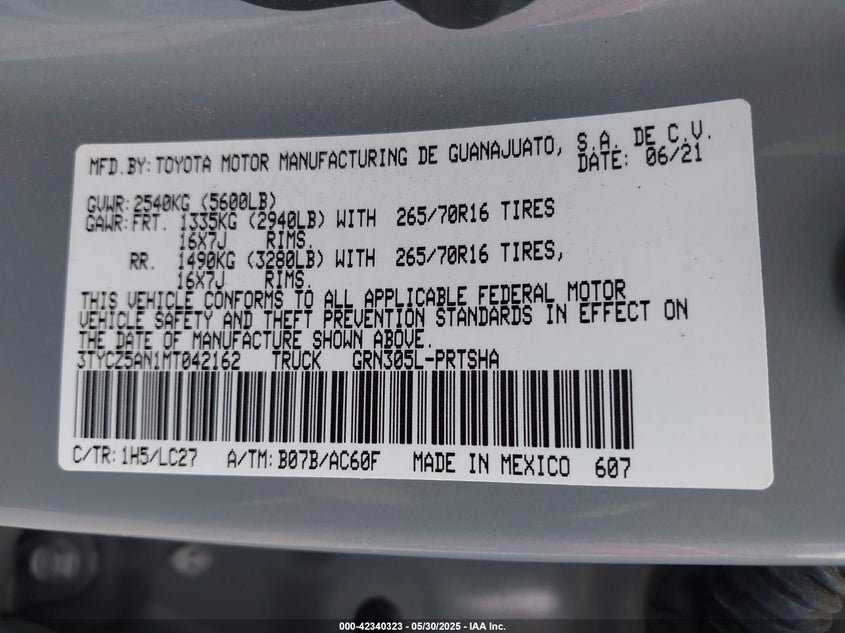 MFD.BY: TOYOTA MOTOR MANUFACTURING DE GUANAJUATO, S.A. DE C.V.
DATE: 06/21
GVWR: 2540KG (5600LB)
GAWR: FRT. 1335KG (2940LB) WITH 265/70R16 TIRES
16X7J RIMS.
RR. 1490KG (3280LB) WITH 265/70R16 TIRES,
16X7J RIMS.
THIS VEHICLE CONFORMS TO ALL APPLICABLE FEDERAL MOTOR
VEHICLE SAFETY AND THEFT PREVENTION STANDARDS IN EFFECT ON
THE DATE OF MANUFACTURE SHOWN ABOVE.
3TYCZ5AN1MT042162 TRUCK GRN305L-PRTSHA
C/TR: 1H5/LC27 A/TM: B07B/AC60F MADE IN MEXICO 607
000-42340323 - 05/30/2025 - IAA Inc.